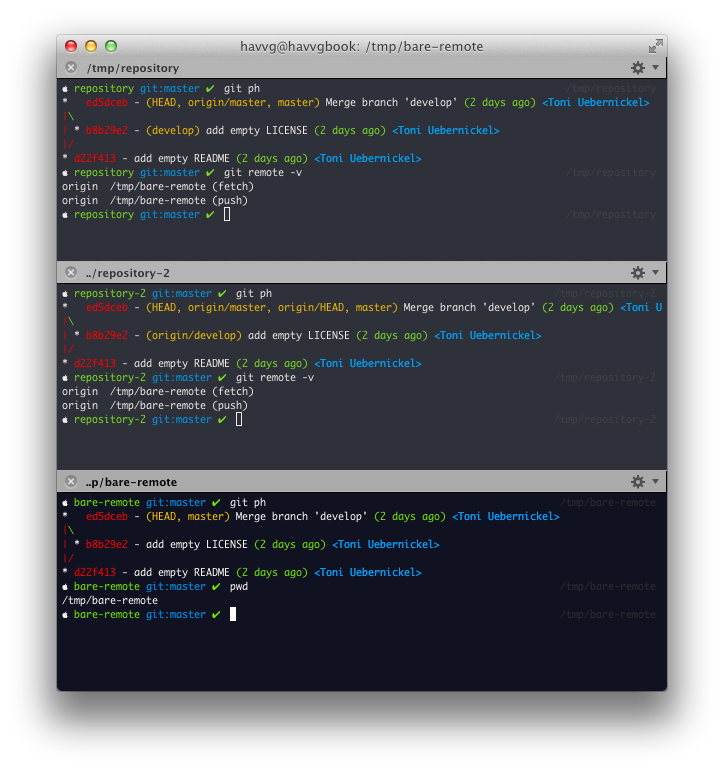 havvg@havvgbook: /tmp/bare-remote
/tmp/repository
repository git:master ✔ git ph /tmp/repository
* ed5dceb - (HEAD, origin/master, master) Merge branch 'develop' (2 days ago) <Toni Uebernickel>
|\
| * b8b29e2 - (develop) add empty LICENSE (2 days ago) <Toni Uebernickel>
|/
* d22f413 - add empty README (2 days ago) <Toni Uebernickel>
repository git:master ✔ git remote -v /tmp/repository
origin /tmp/bare-remote (fetch)
origin /tmp/bare-remote (push)
repository git:master ✔ /tmp/repository
../repository-2
repository-2 git:master ✔ git ph /tmp/repository-2
* ed5dceb - (HEAD, origin/master, origin/HEAD, master) Merge branch 'develop' (2 days ago) <Toni U
|\
| * b8b29e2 - (origin/develop) add empty LICENSE (2 days ago) <Toni Uebernickel>
|/
* d22f413 - add empty README (2 days ago) <Toni Uebernickel>
repository-2 git:master ✔ git remote -v /tmp/repository-2
origin /tmp/bare-remote (fetch)
origin /tmp/bare-remote (push)
repository-2 git:master ✔ /tmp/repository-2
..p/bare-remote
bare-remote git:master ✔ git ph /tmp/bare-remote
* ed5dceb - (HEAD, master) Merge branch 'develop' (2 days ago) <Toni Uebernickel>
|\
| * b8b29e2 - add empty LICENSE (2 days ago) <Toni Uebernickel>
|/
* d22f413 - add empty README (2 days ago) <Toni Uebernickel>
bare-remote git:master ✔ pwd /tmp/bare-remote
/tmp/bare-remote
bare-remote git:master ✔ /tmp/bare-remote